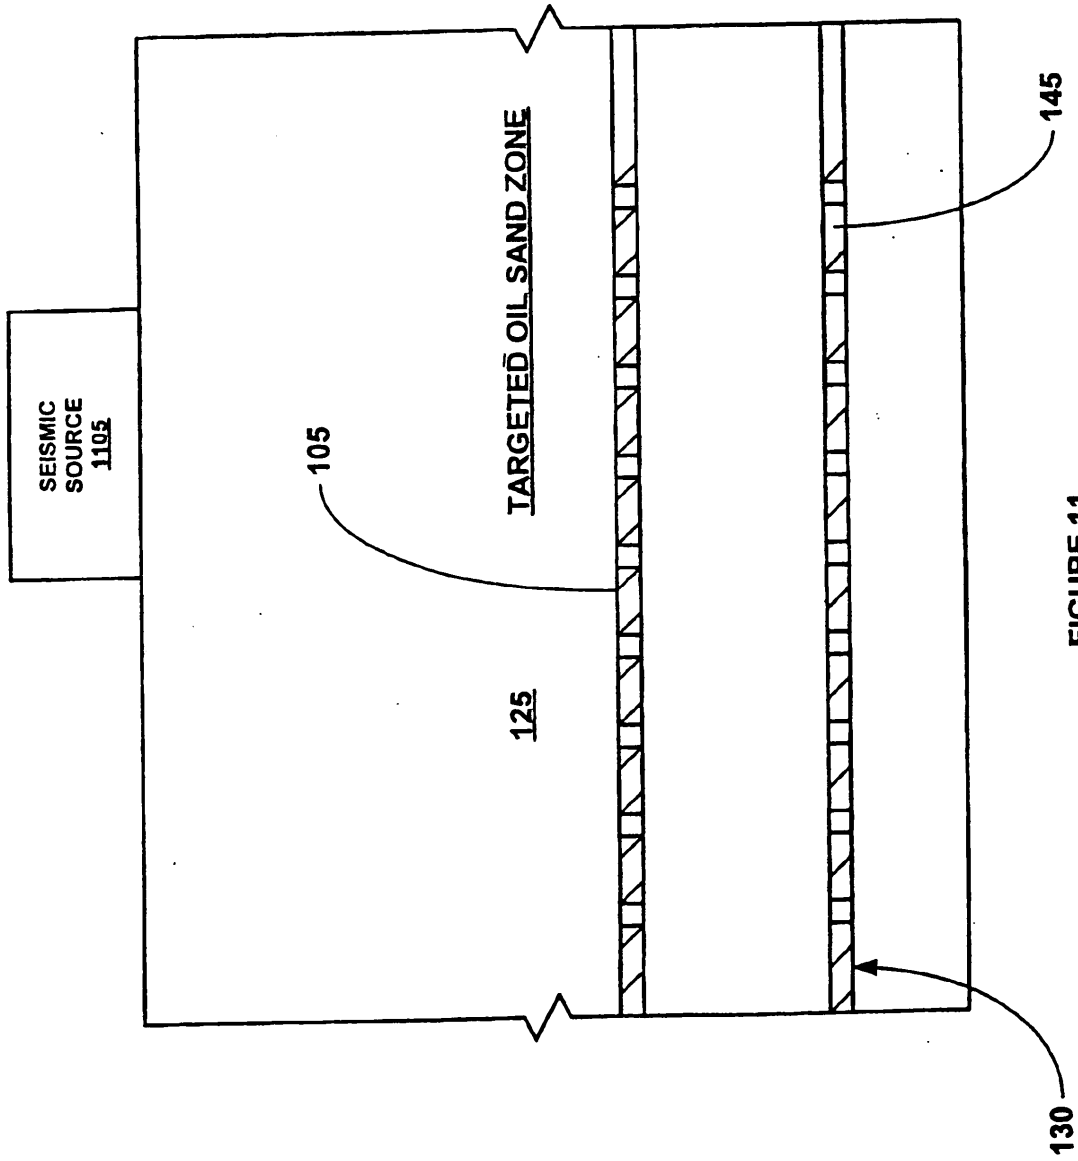 SEISMIC
SOURCE
1105
105
TARGETED OIL SAND ZONE
125
145
130
FIGURE 11